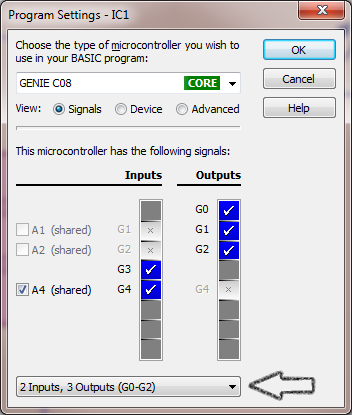 Program Settings - IC1
Choose the type of microcontroller you wish to
use in your BASIC program:
OK
GENIE C08 CORE
Cancel
View: Signals Device Advanced
Help
This microcontroller has the following signals:
Inputs Outputs
G0
A1 (shared) G1 G1
A2 (shared) G2 G2
G3
A4 (shared) G4 G4
2 Inputs, 3 Outputs (G0-G2)